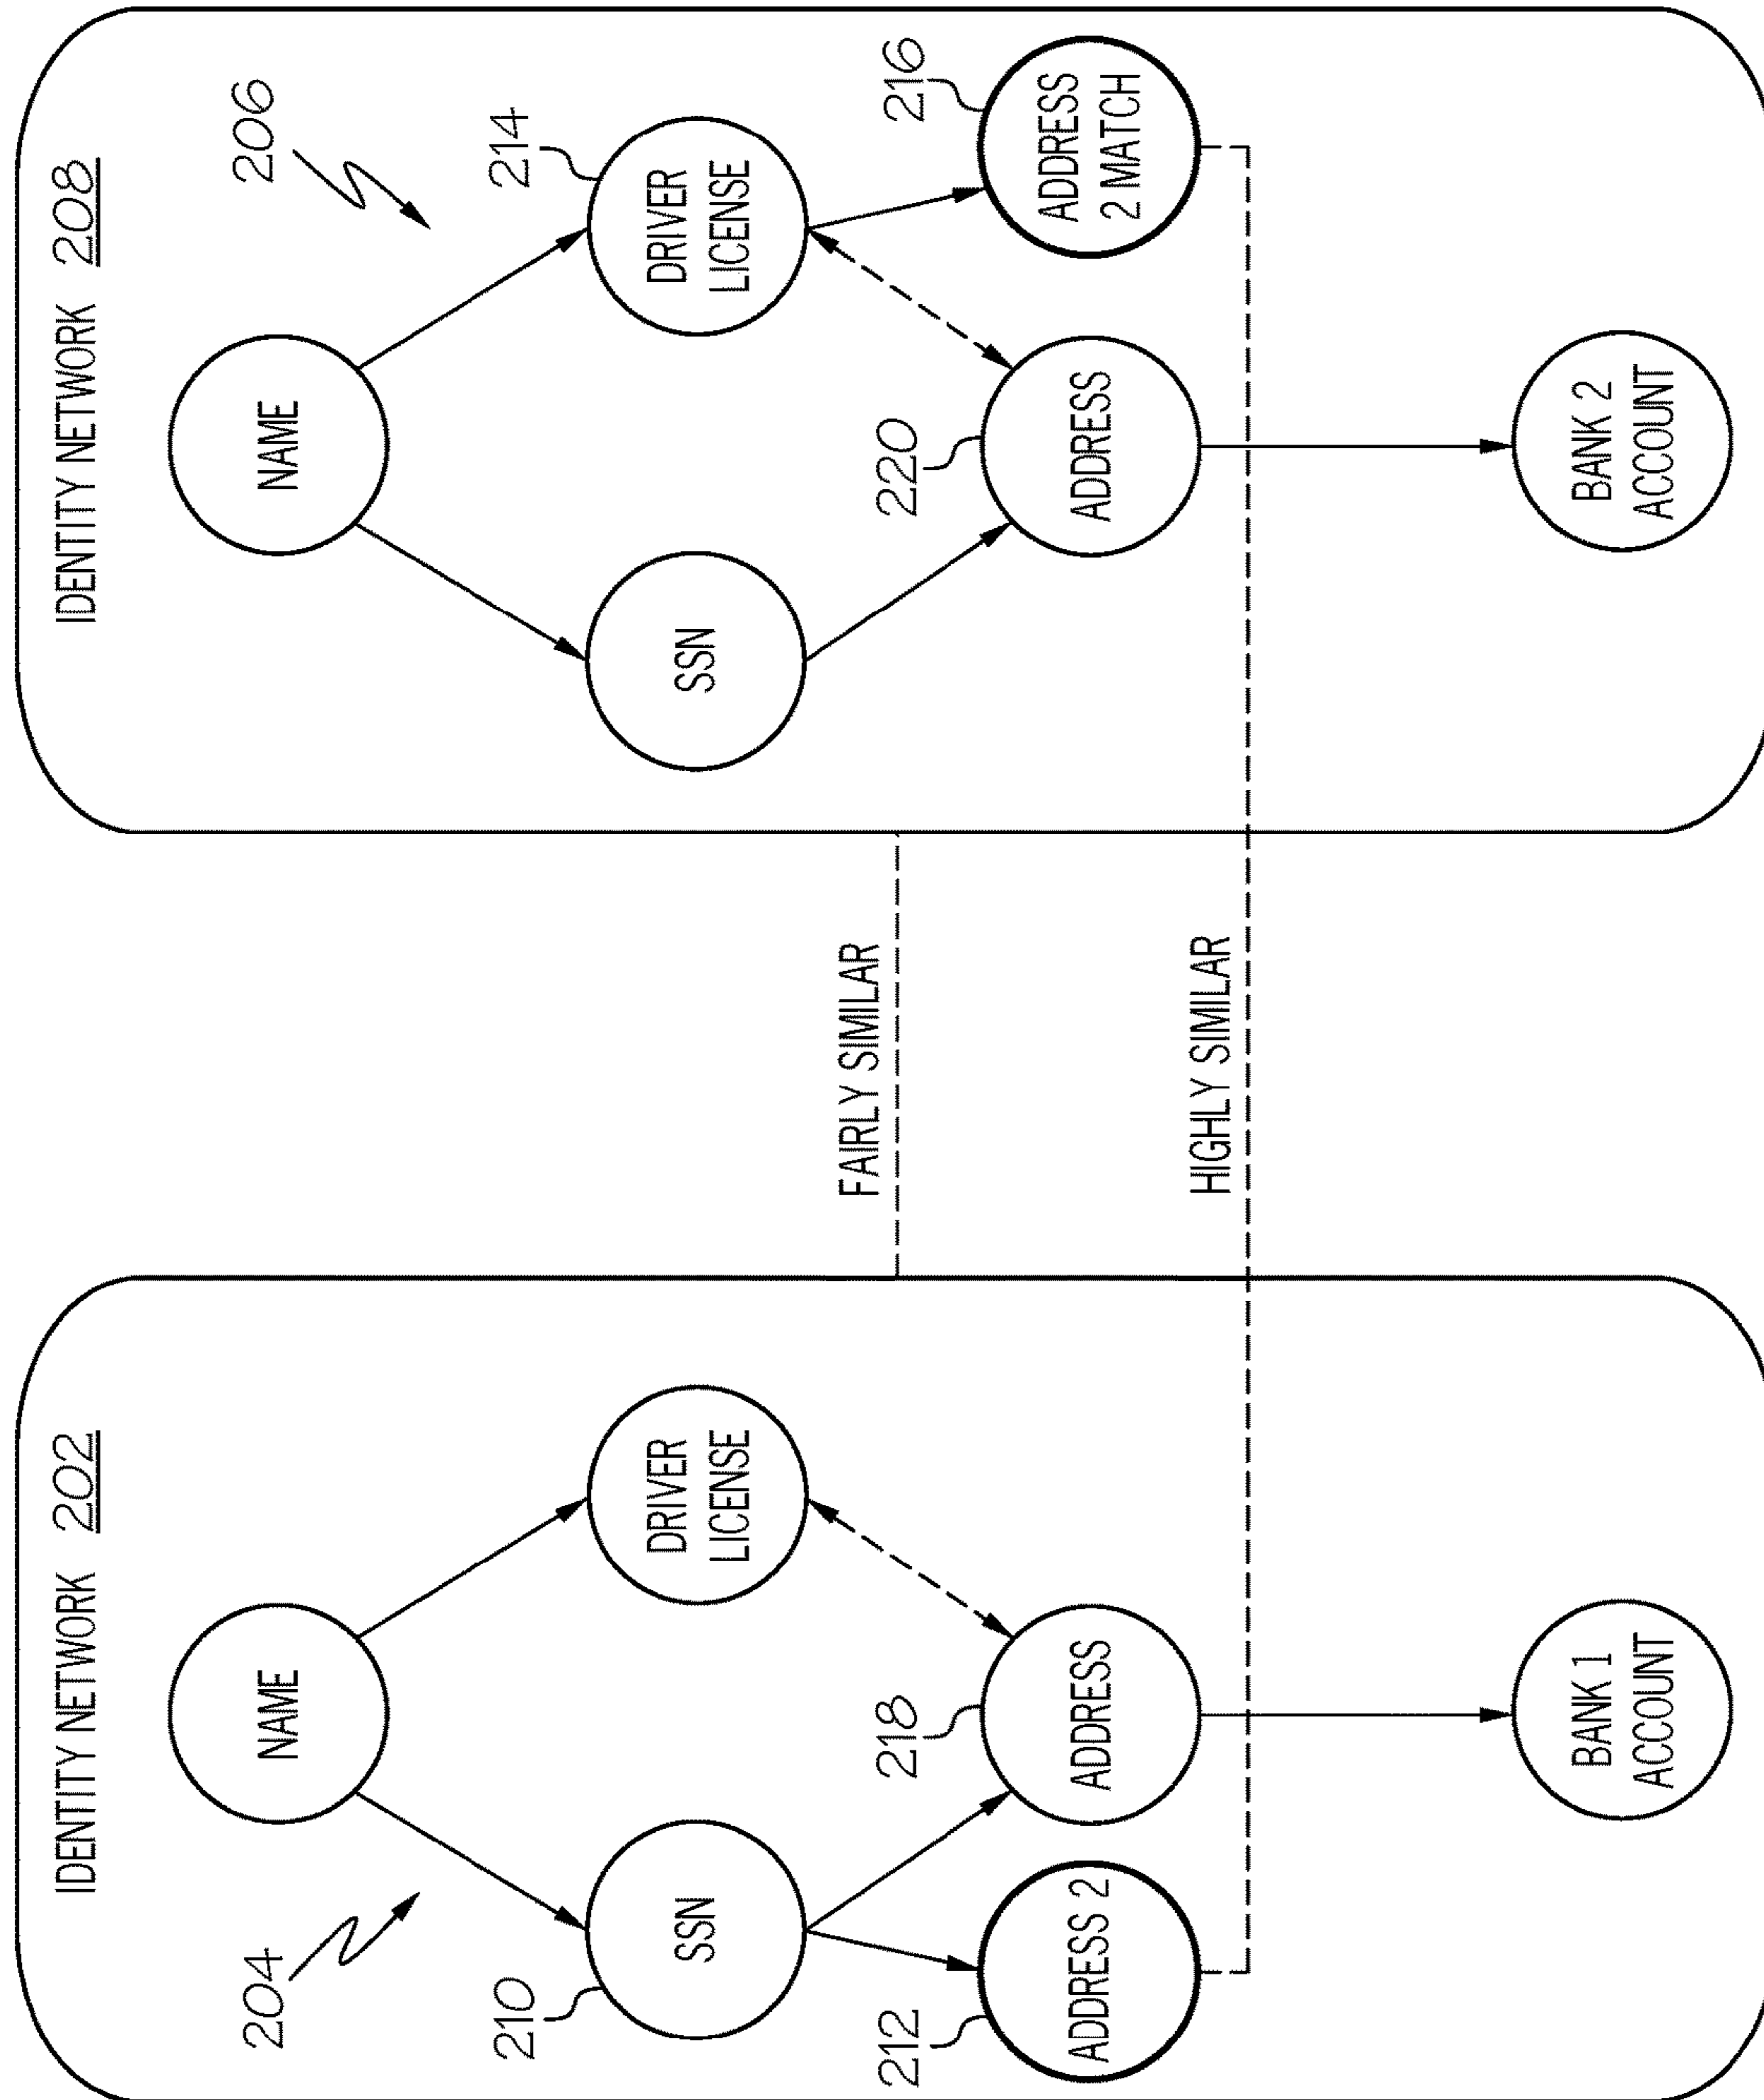 IDENTITY NETWORK 202
204
NAME
210
SSN
DRIVER
LICENSE
212
ADDRESS 2
218
ADDRESS
BANK 1
ACCOUNT
FAIRLY SIMILAR
HIGHLY SIMILAR
IDENTITY NETWORK 208
206
NAME
SSN
214
DRIVER
LICENSE
220
ADDRESS
216
ADDRESS
2 MATCH
BANK 2
ACCOUNT